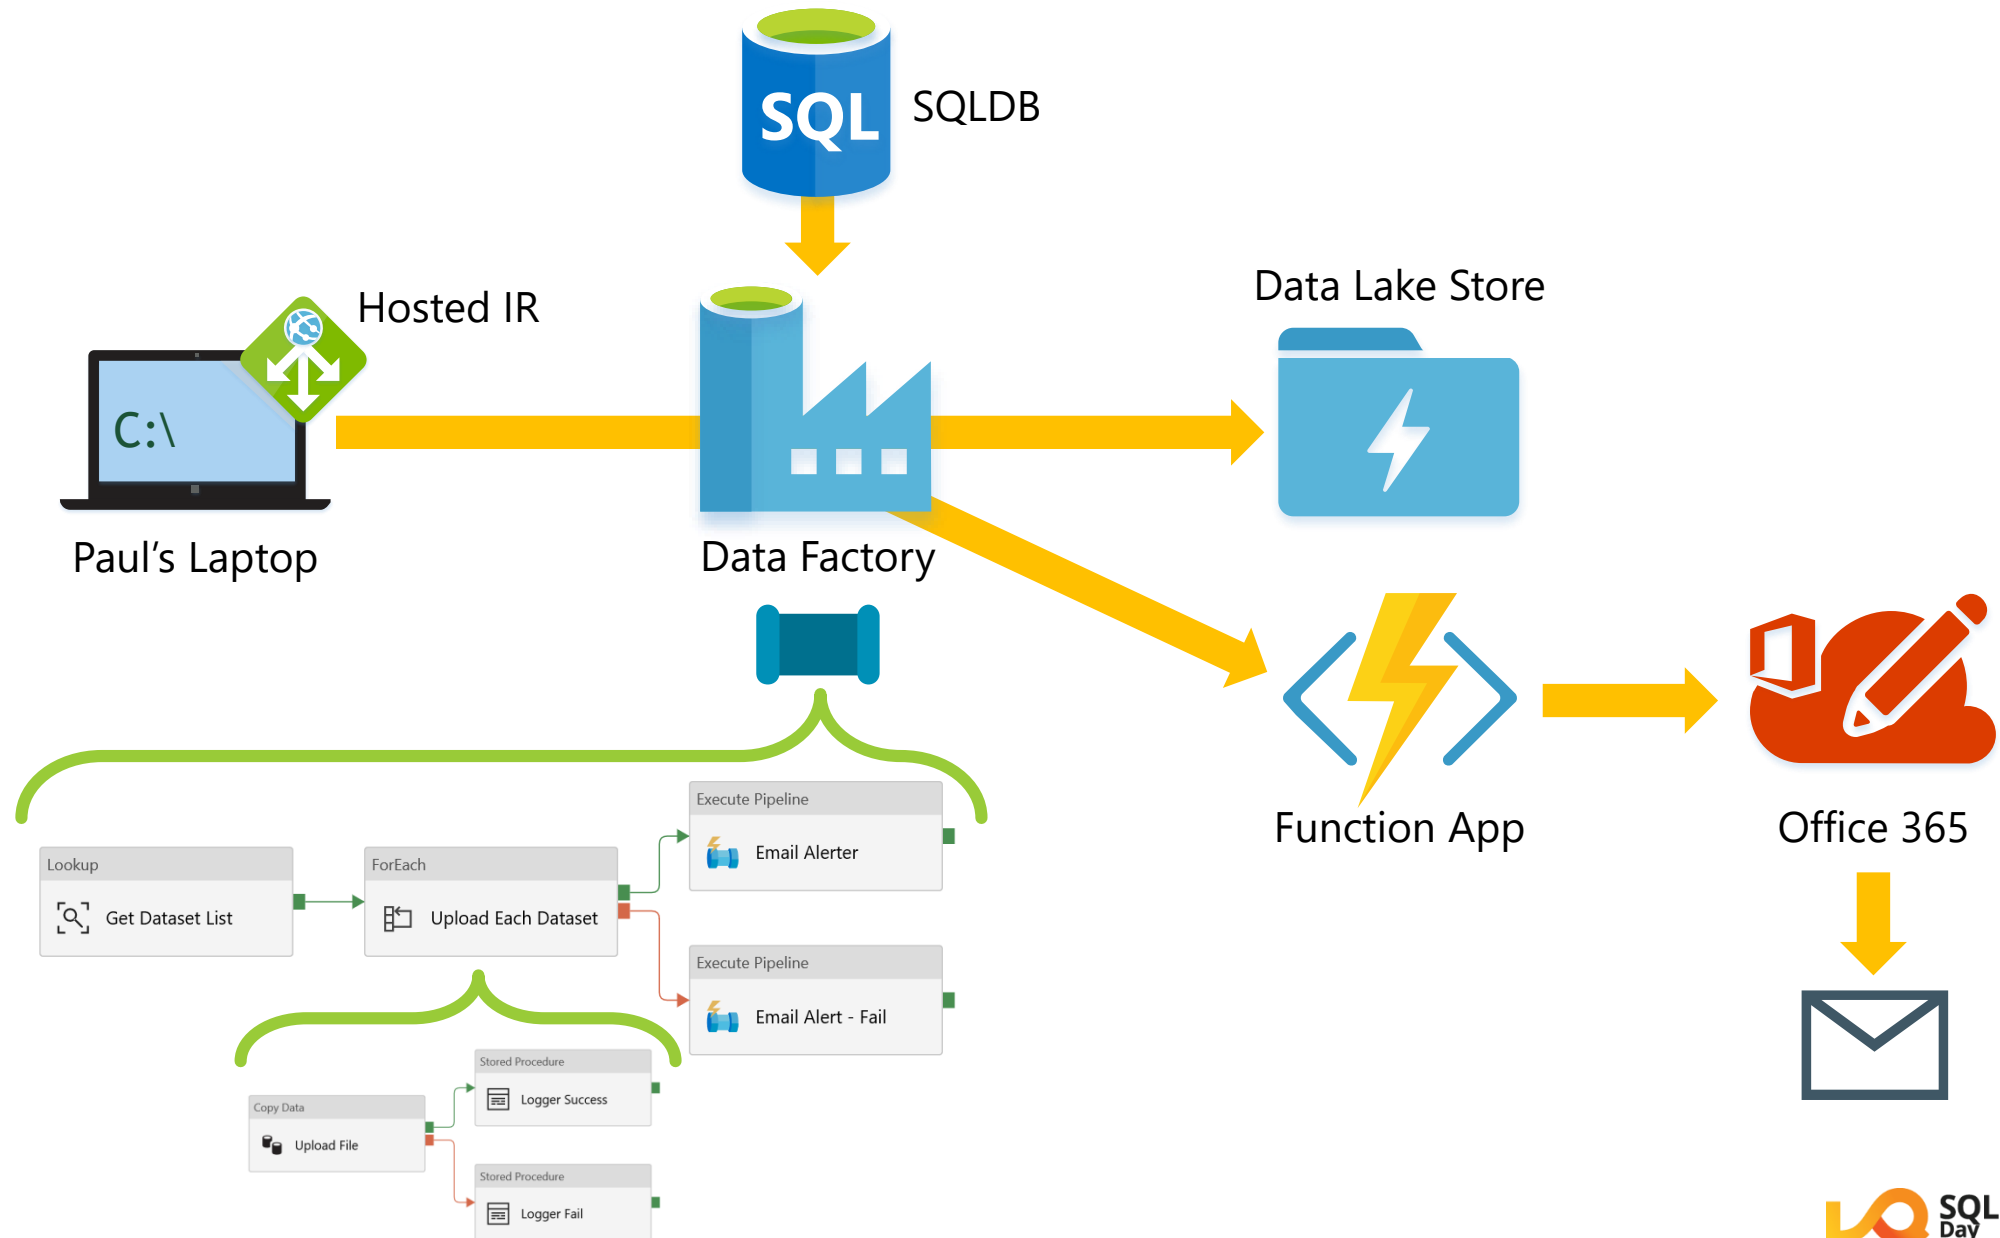 SQL
SQLDB
Hosted IR
Data Lake Store
C:\
Paul's Laptop
Data Factory
Function App
Office 365
Execute Pipeline
Email Alerter
Lookup
Get Dataset List
ForEach
Upload Each Dataset
Execute Pipeline
Email Alert - Fail
Stored Procedure
Logger Success
Copy Data
Upload File
Stored Procedure
Logger Fail
SQL
Day